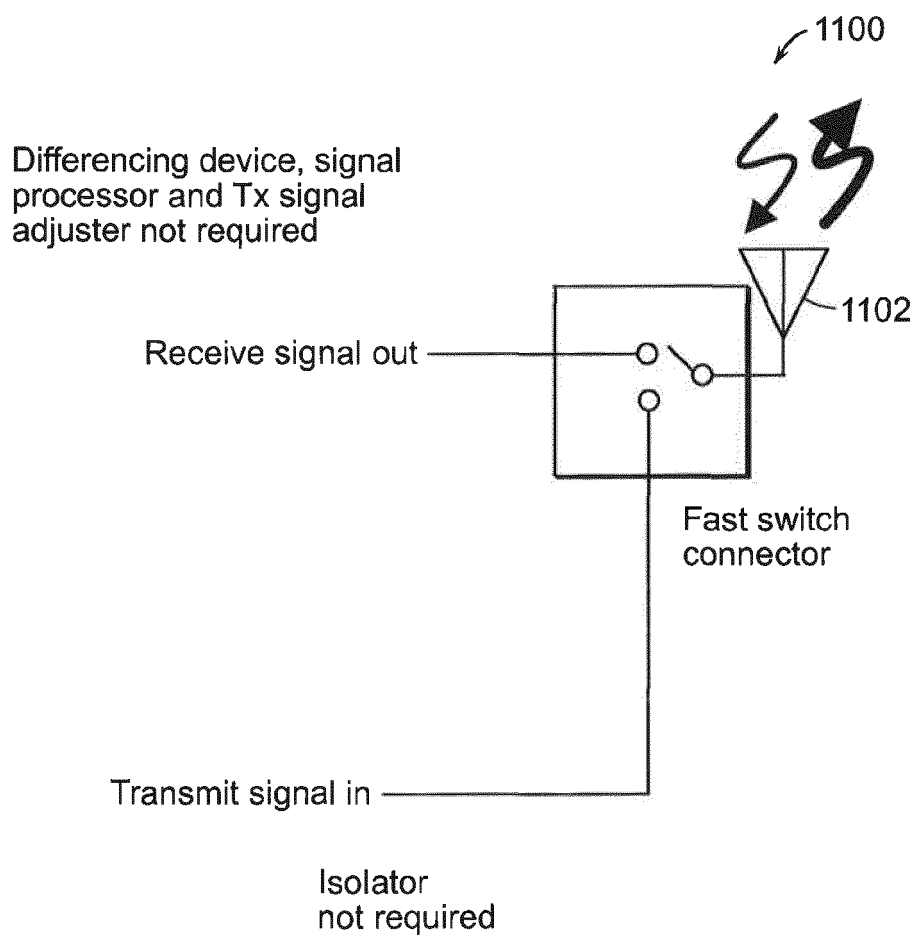 1100
Differencing device, signal
processor and Tx signal
adjuster not required
1102
Receive signal out
Fast switch
connector
Transmit signal in
Isolator
not required